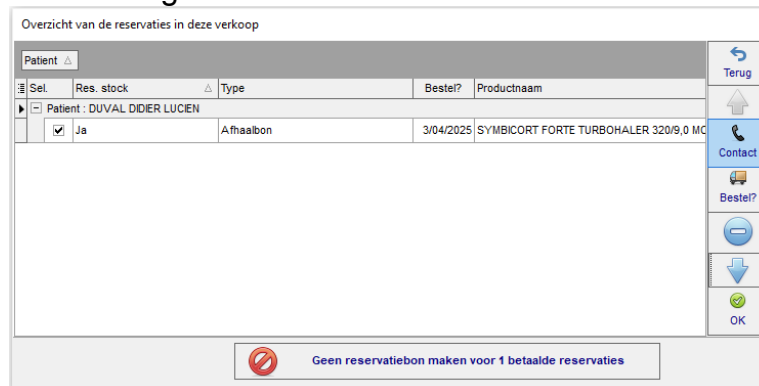 Overzicht van de reservaties in deze verkoop
Patient
Terug
Sel. Res. stock Type Bestel? Productnaam
Patient : DUVAL DIDIER LUCIEN
Ja Afhaalbon 3/04/2025 SYMBICORT FORTE TURBOHALER 320/9,0 MC
Contact
Bestel?
OK
Geen reservatiebon maken voor 1 betaalde reservaties